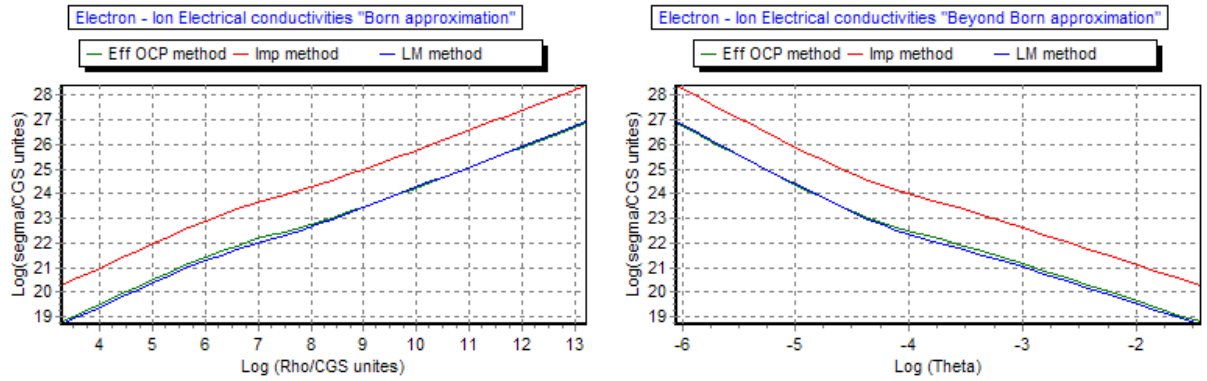 Electron - Ion Electrical conductivities "Born approximation"
Eff OCP method Imp method LM method
Log(segma/CGS unites)
28
27
26
25
24
23
22
21
20
19
4 5 6 7 8 9 10 11 12 13
Log (Rho/CGS unites)
Electron - Ion Electrical conductivities "Beyond Born approximation"
Eff OCP method Imp method LM method
Log(segma/CGS unites)
28
27
26
25
24
23
22
21
20
19
-6 -5 -4 -3 -2
Log (Theta)